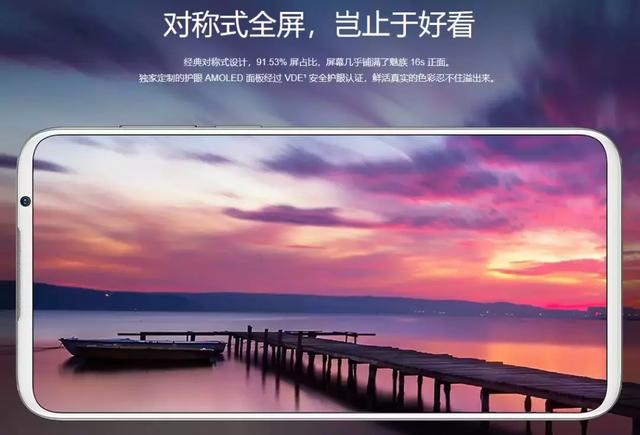 对称式全屏，岂止于好看
经典对称式设计，91.53% 屏占比，屏幕几乎铺满了魅族 16s 正面。
独家定制的护眼 AMOLED 面板经过 VDE⁵ 安全护眼认证，鲜活真实的色彩忍不住溢出来。